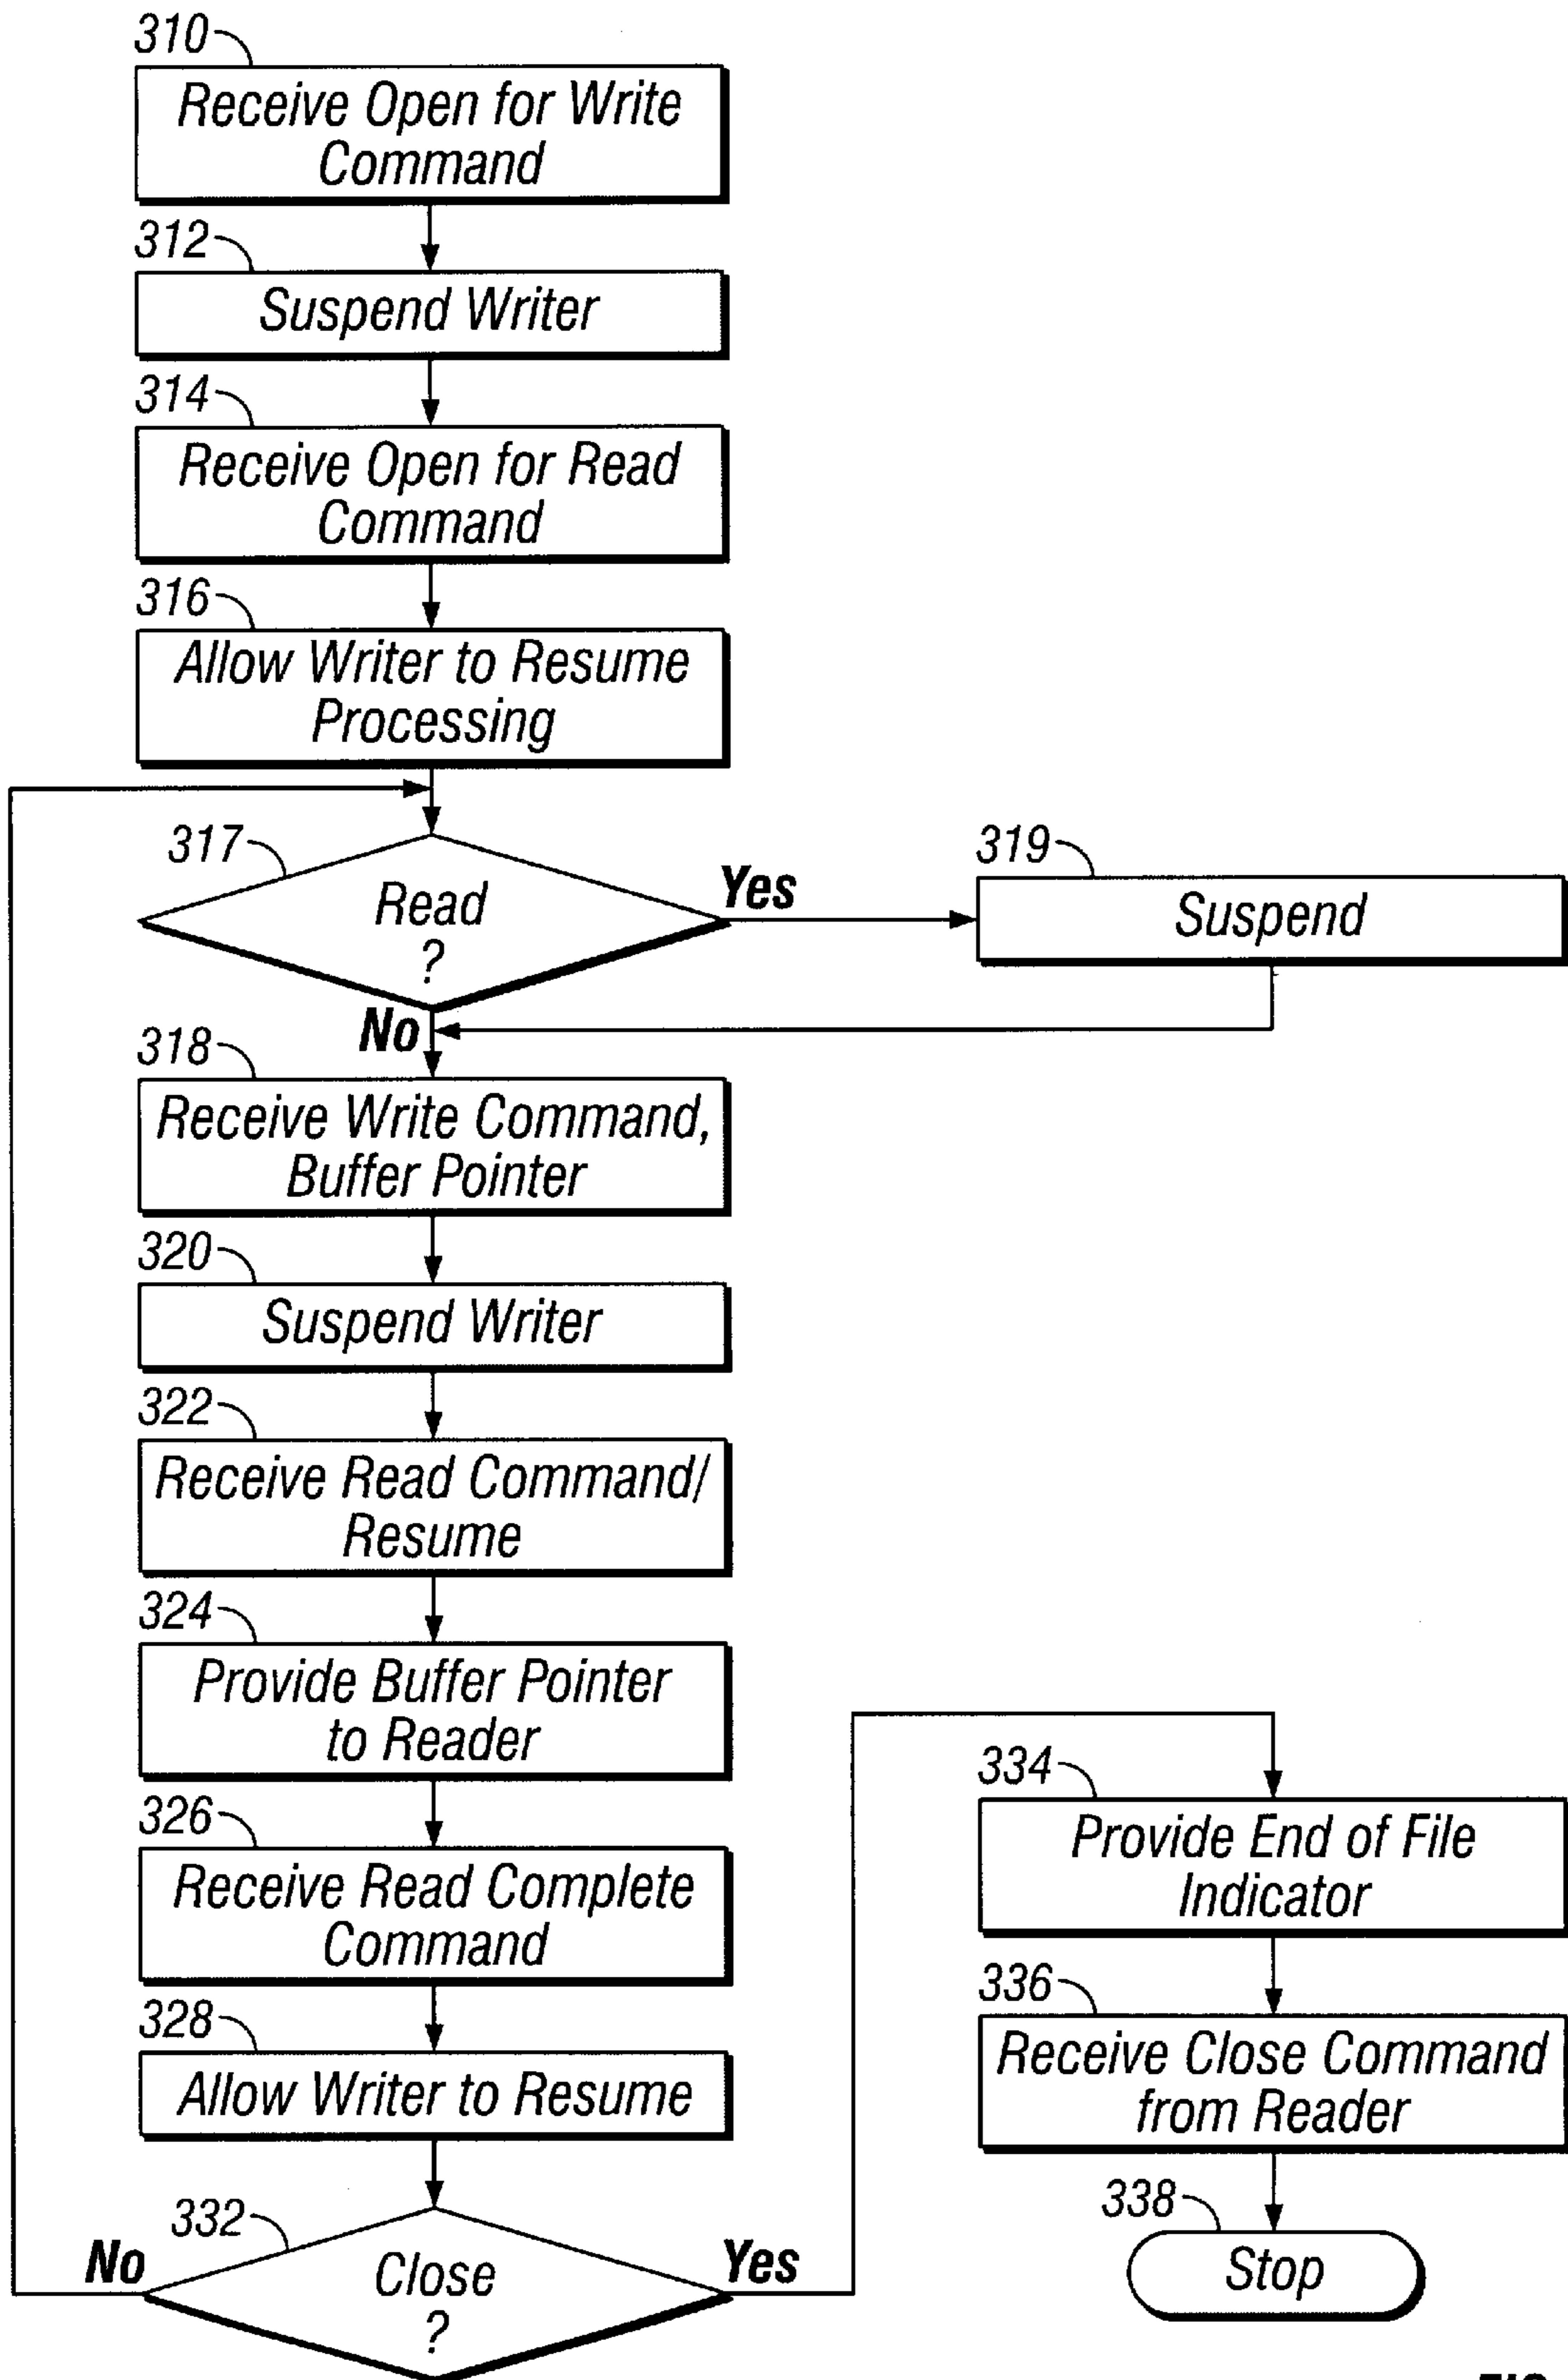 310
Receive Open for Write
Command
312
Suspend Writer
314
Receive Open for Read
Command
316
Allow Writer to Resume
Processing
317
Read
?
Yes
319
Suspend
No
318
Receive Write Command,
Buffer Pointer
320
Suspend Writer
322
Receive Read Command/
Resume
324
Provide Buffer Pointer
to Reader
326
Receive Read Complete
Command
328
Allow Writer to Resume
332
Close
?
No
Yes
334
Provide End of File
Indicator
336
Receive Close Command
from Reader
338
Stop